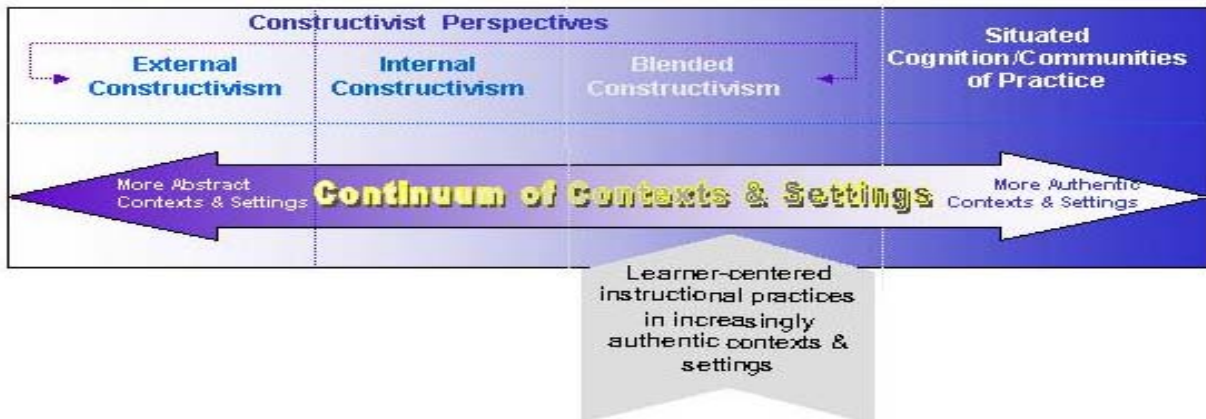 Constructivist Perspectives
External
Constructivism
Internal
Constructivism
Blended
Constructivism
Situated
Cognition/Communities
of Practice
More Abstract
Contexts & Settings
Continuum of Contexts & Settings
More Authentic
Contexts & Settings
Learner-centered
instructional practices
in increasingly
authentic contexts &
settings